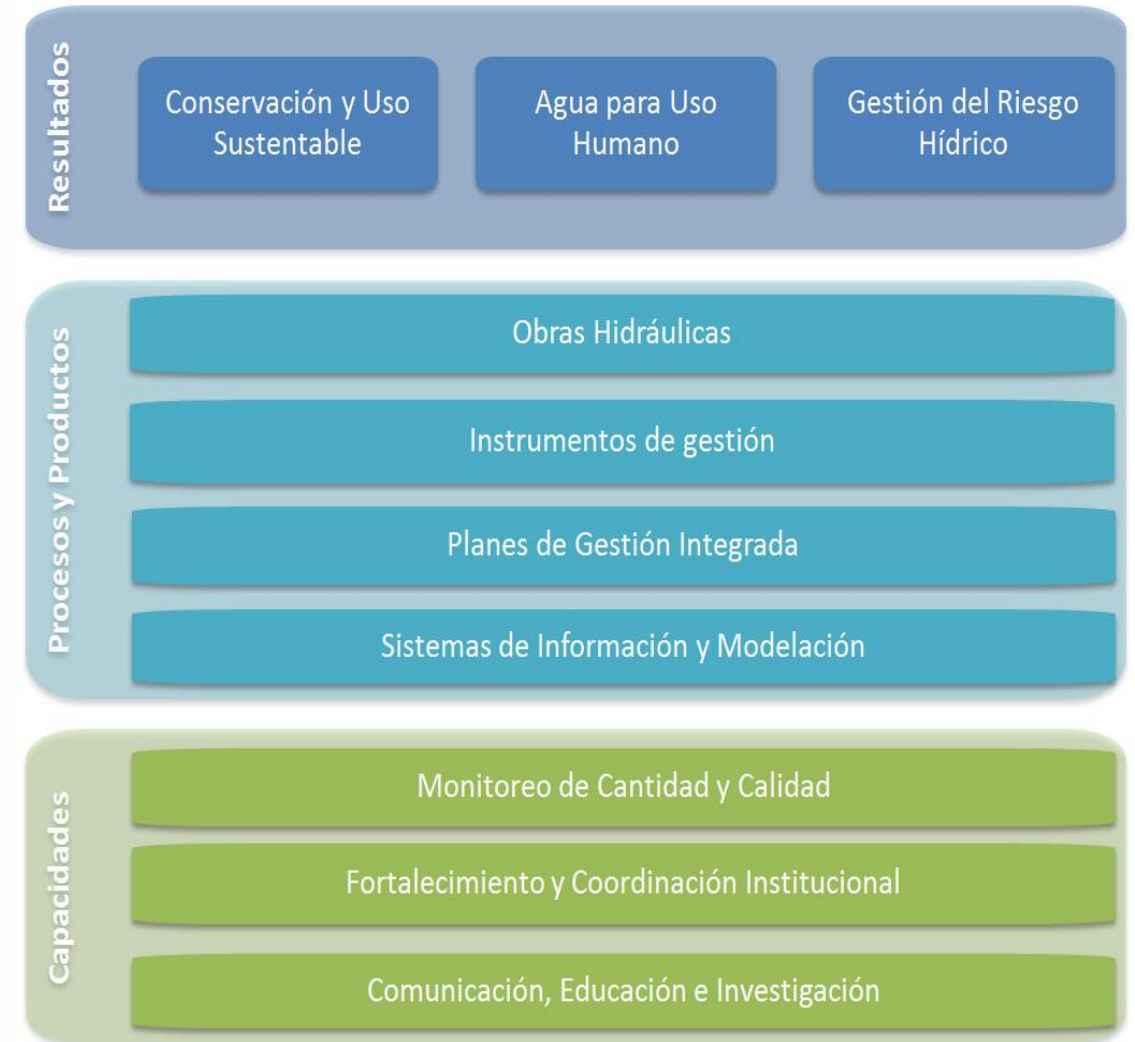 Resultados
Conservación y Uso
Sustentable
Agua para Uso
Humano
Gestión del Riesgo
Hídrico
Procesos y Productos
Obras Hidráulicas
Instrumentos de gestión
Planes de Gestión Integrada
Sistemas de Información y Modelación
Capacidades
Monitoreo de Cantidad y Calidad
Fortalecimiento y Coordinación Institucional
Comunicación, Educación e Investigación